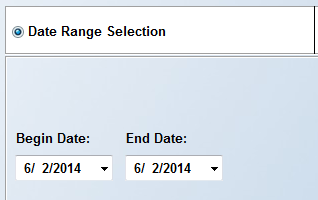 Date Range Selection
Begin Date: End Date:
6/ 2/2014 6/ 2/2014